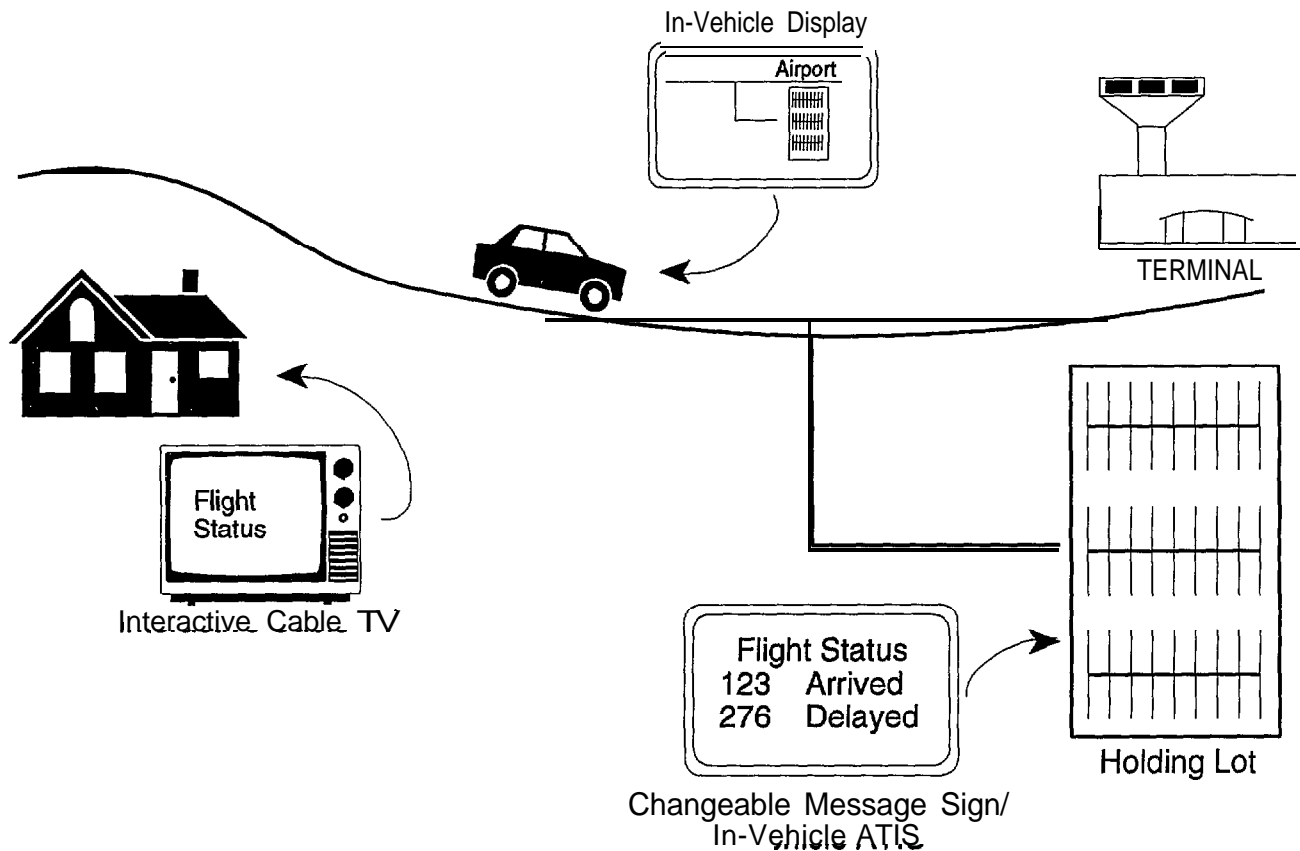 In-Vehicle Display
Airport
TERMINAL
Flight
Status
Interactive Cable TV
Flight Status
123 Arrived
276 Delayed
Holding Lot
Changeable Message Sign/
In-Vehicle ATIS